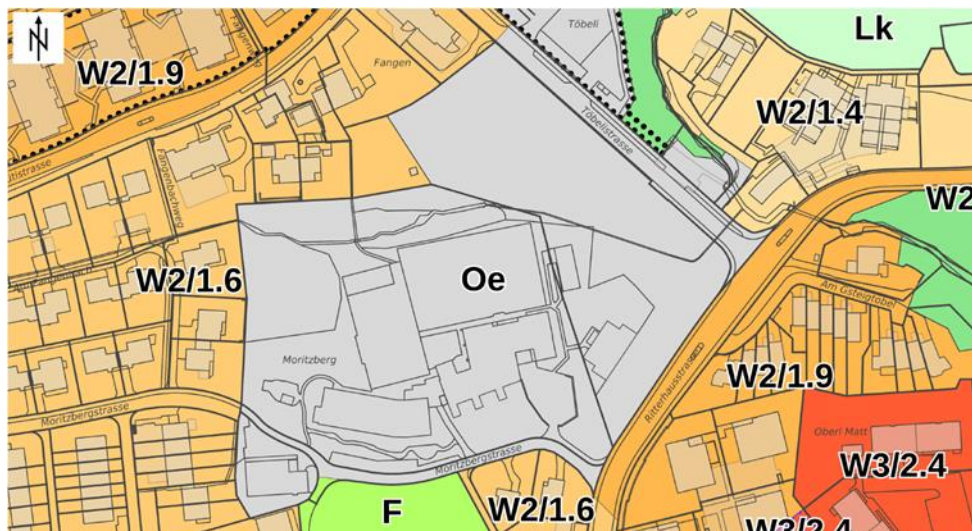 N
Töbeli
Lk
Fangen
W2/1.9
W2/1.4
Töbelistrasse
Fangenbachweg
W2
W2/1.6
Oe
Am Gsteigtobel
Moritzberg
Ritterhausstrasse
W2/1.9
Moritzbergstrasse
Oberi Matt
Moritzbergstrasse
W3/2.4
F
W2/1.6
W3/2.4